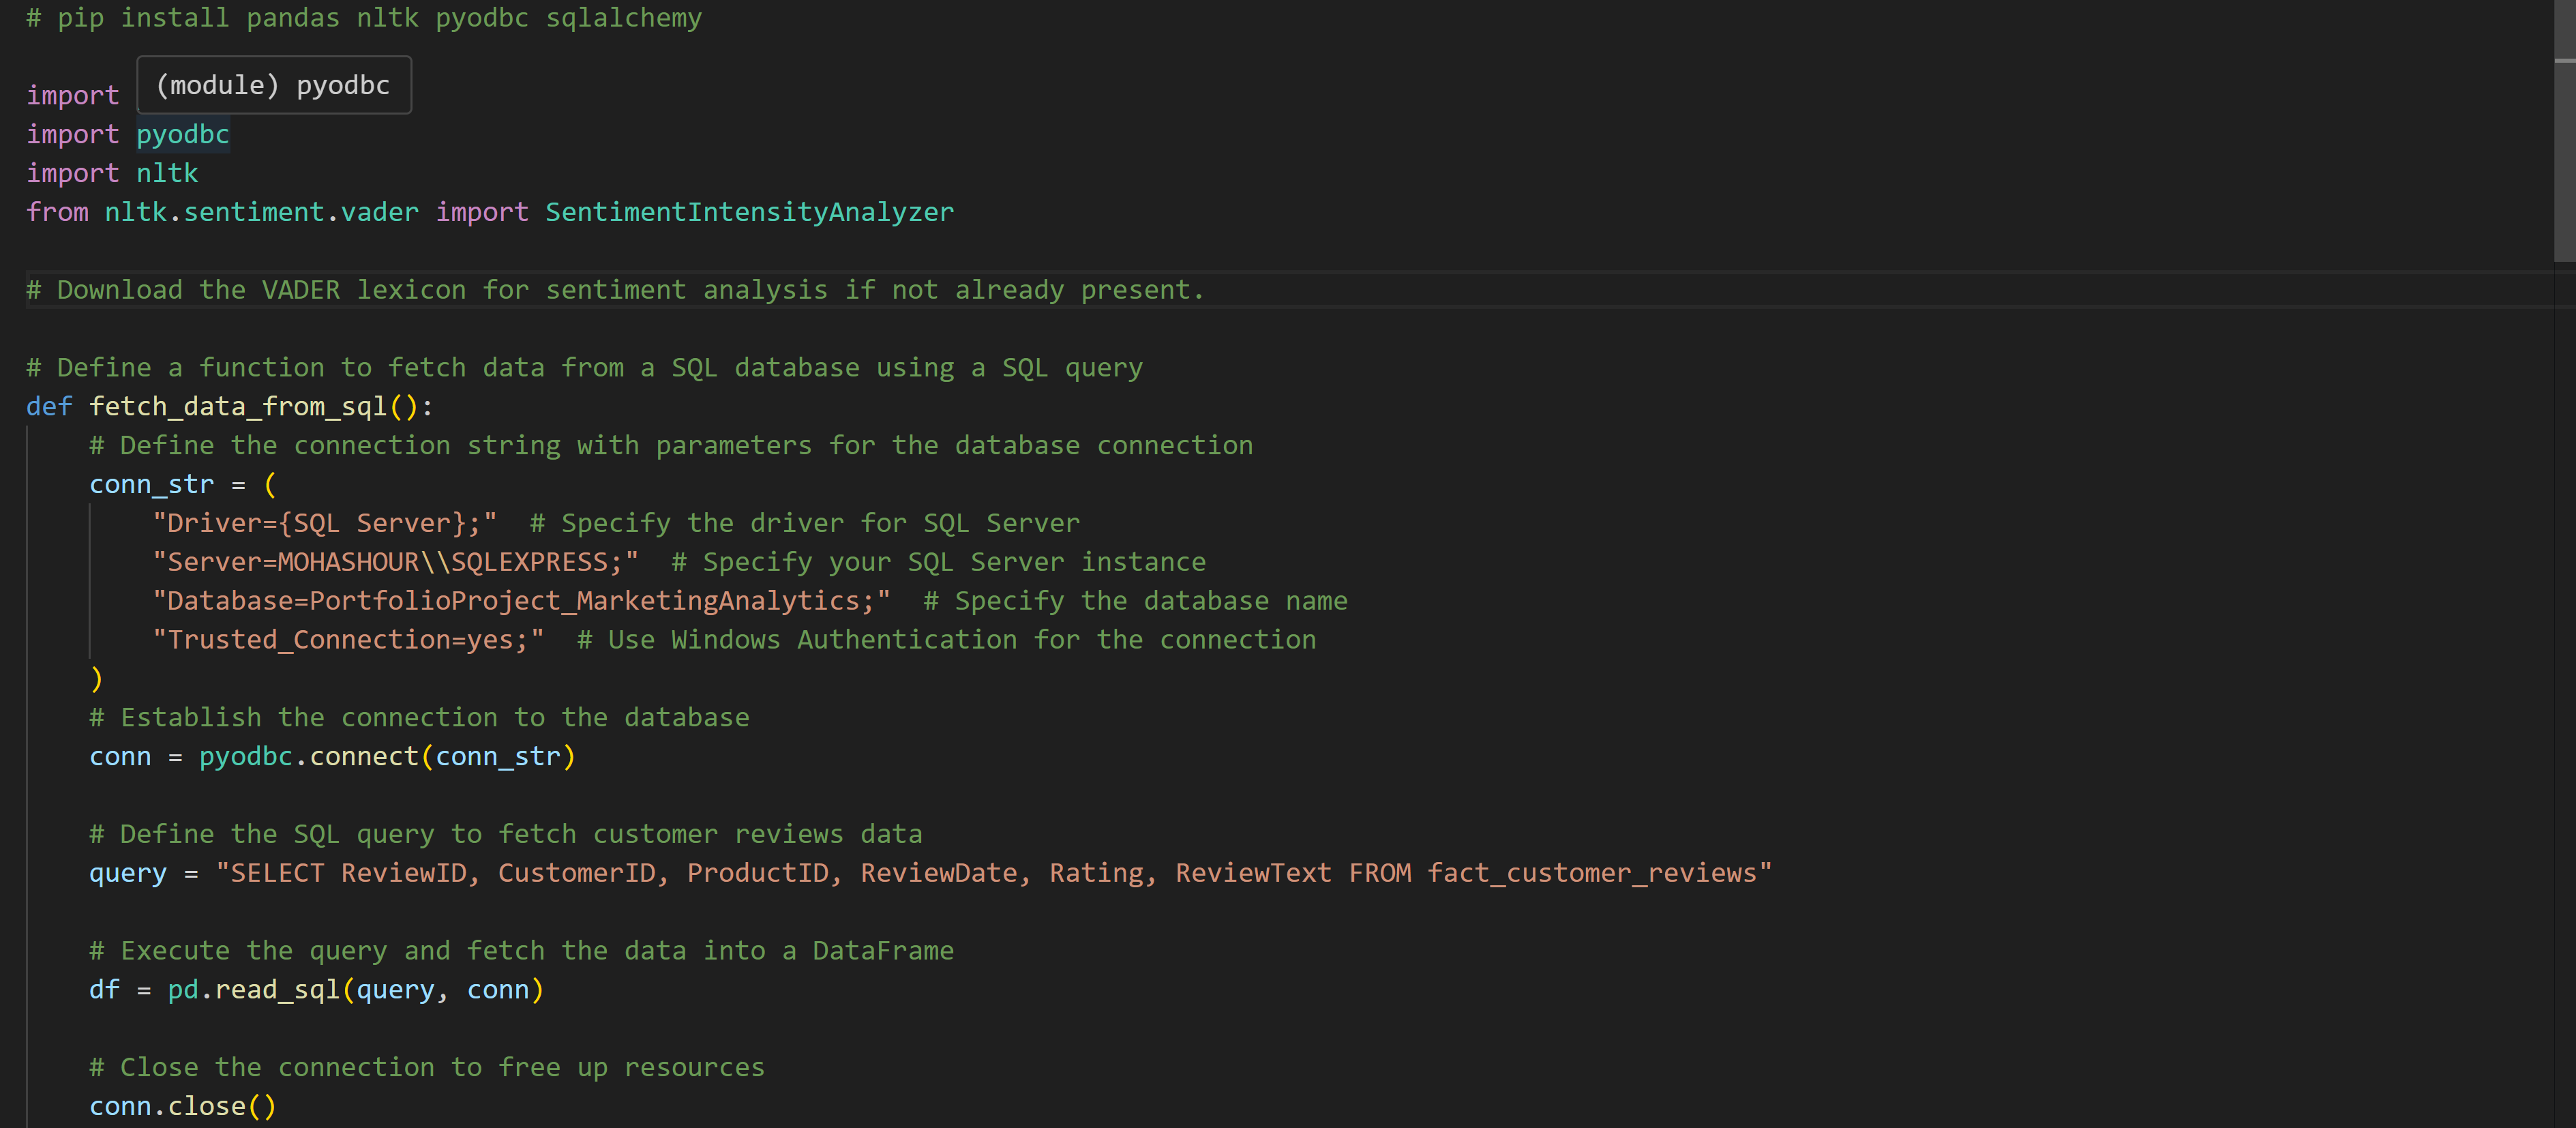 # pip install pandas nltk pyodbc sqlalchemy
(module) pyodbc
import
import pyodbc
import nltk
from nltk.sentiment.vader import SentimentIntensityAnalyzer
# Download the VADER lexicon for sentiment analysis if not already present.
# Define a function to fetch data from a SQL database using a SQL query
def fetch_data_from_sql():
    # Define the connection string with parameters for the database connection
    conn_str = (
        "Driver={SQL Server};"  # Specify the driver for SQL Server
        "Server=MOHASHOUR\\SQLEXPRESS;"  # Specify your SQL Server instance
        "Database=PortfolioProject_MarketingAnalytics;"  # Specify the database name
        "Trusted_Connection=yes;"  # Use Windows Authentication for the connection
    )
    # Establish the connection to the database
    conn = pyodbc.connect(conn_str)
    # Define the SQL query to fetch customer reviews data
    query = "SELECT ReviewID, CustomerID, ProductID, ReviewDate, Rating, ReviewText FROM fact_customer_reviews"
    # Execute the query and fetch the data into a DataFrame
    df = pd.read_sql(query, conn)
    # Close the connection to free up resources
    conn.close()